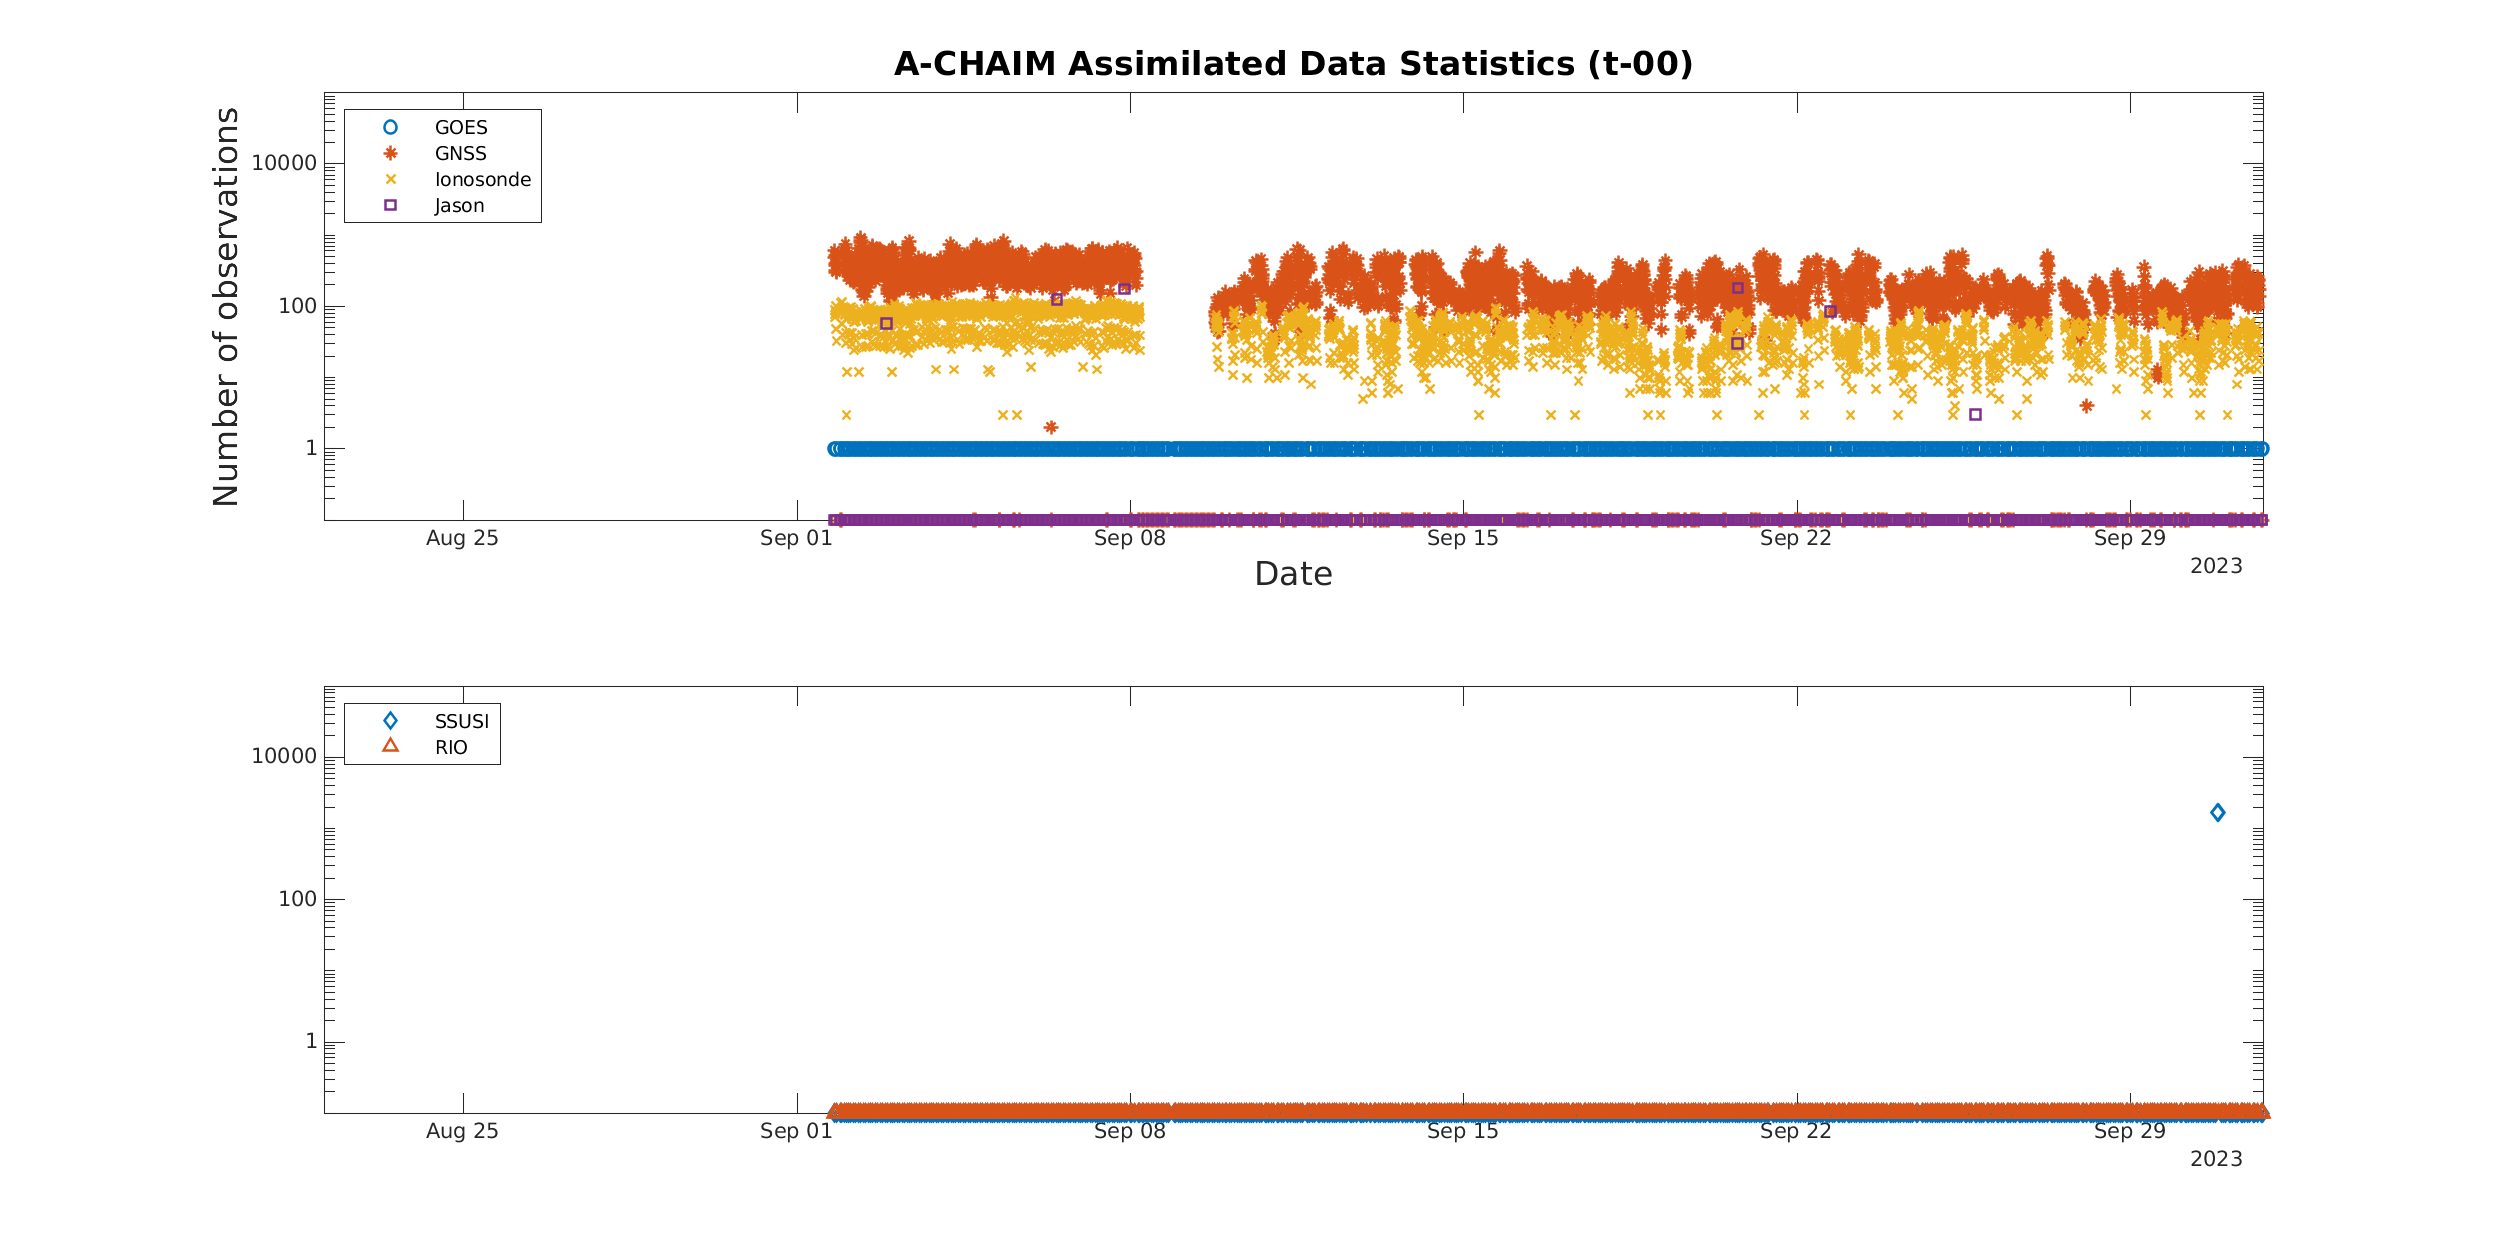 A-CHAIM Assimilated Data Statistics (t-00)
Number of observations
GOES
GNSS
Ionosonde
Jason
10000
100
1
Aug 25
Sep 01
Sep 08
Sep 15
Sep 22
Sep 29
2023
Date
SSUSI
RIO
10000
100
1
Aug 25
Sep 01
Sep 08
Sep 15
Sep 22
Sep 29
2023